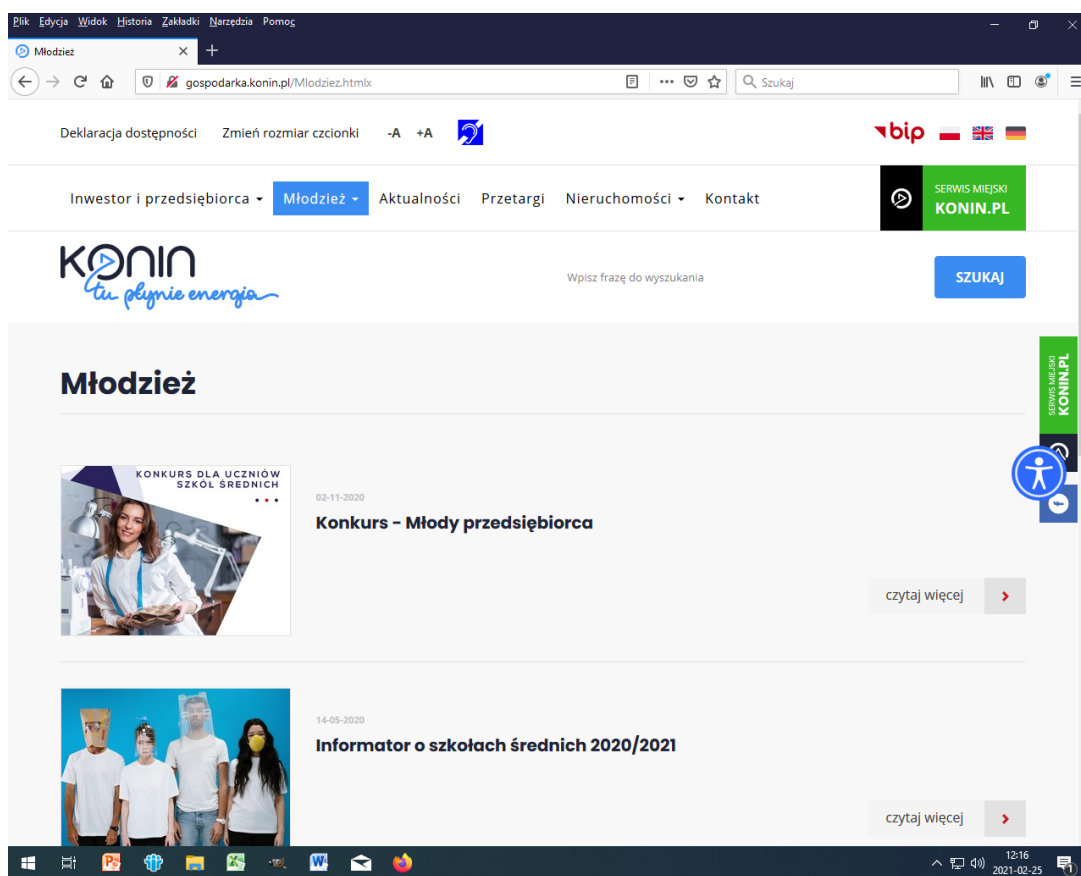 Plik Edycja Widok Historia Zakładki Narzędzia Pomoc
Młodzież
gospodarka.konin.pl/Mlodziez.htmlx
Szukaj
Deklaracja dostępności Zmień rozmiar czcionki -A +A
bip
Inwestor i przedsiębiorca Młodzież Aktualności Przetargi Nieruchomości Kontakt
SERWIS MIEJSKI
KONIN.PL
KONIN
tu płynie energia
Wpisz frazę do wyszukania
SZUKAJ
SERWIS MIEJSKI
KONIN.PL
Młodzież
KONKURS DLA UCZNIÓW
SZKÓŁ ŚREDNICH
02-11-2020
Konkurs - Młody przedsiębiorca
czytaj więcej
14-05-2020
Informator o szkołach średnich 2020/2021
czytaj więcej
12:16
2021-02-25